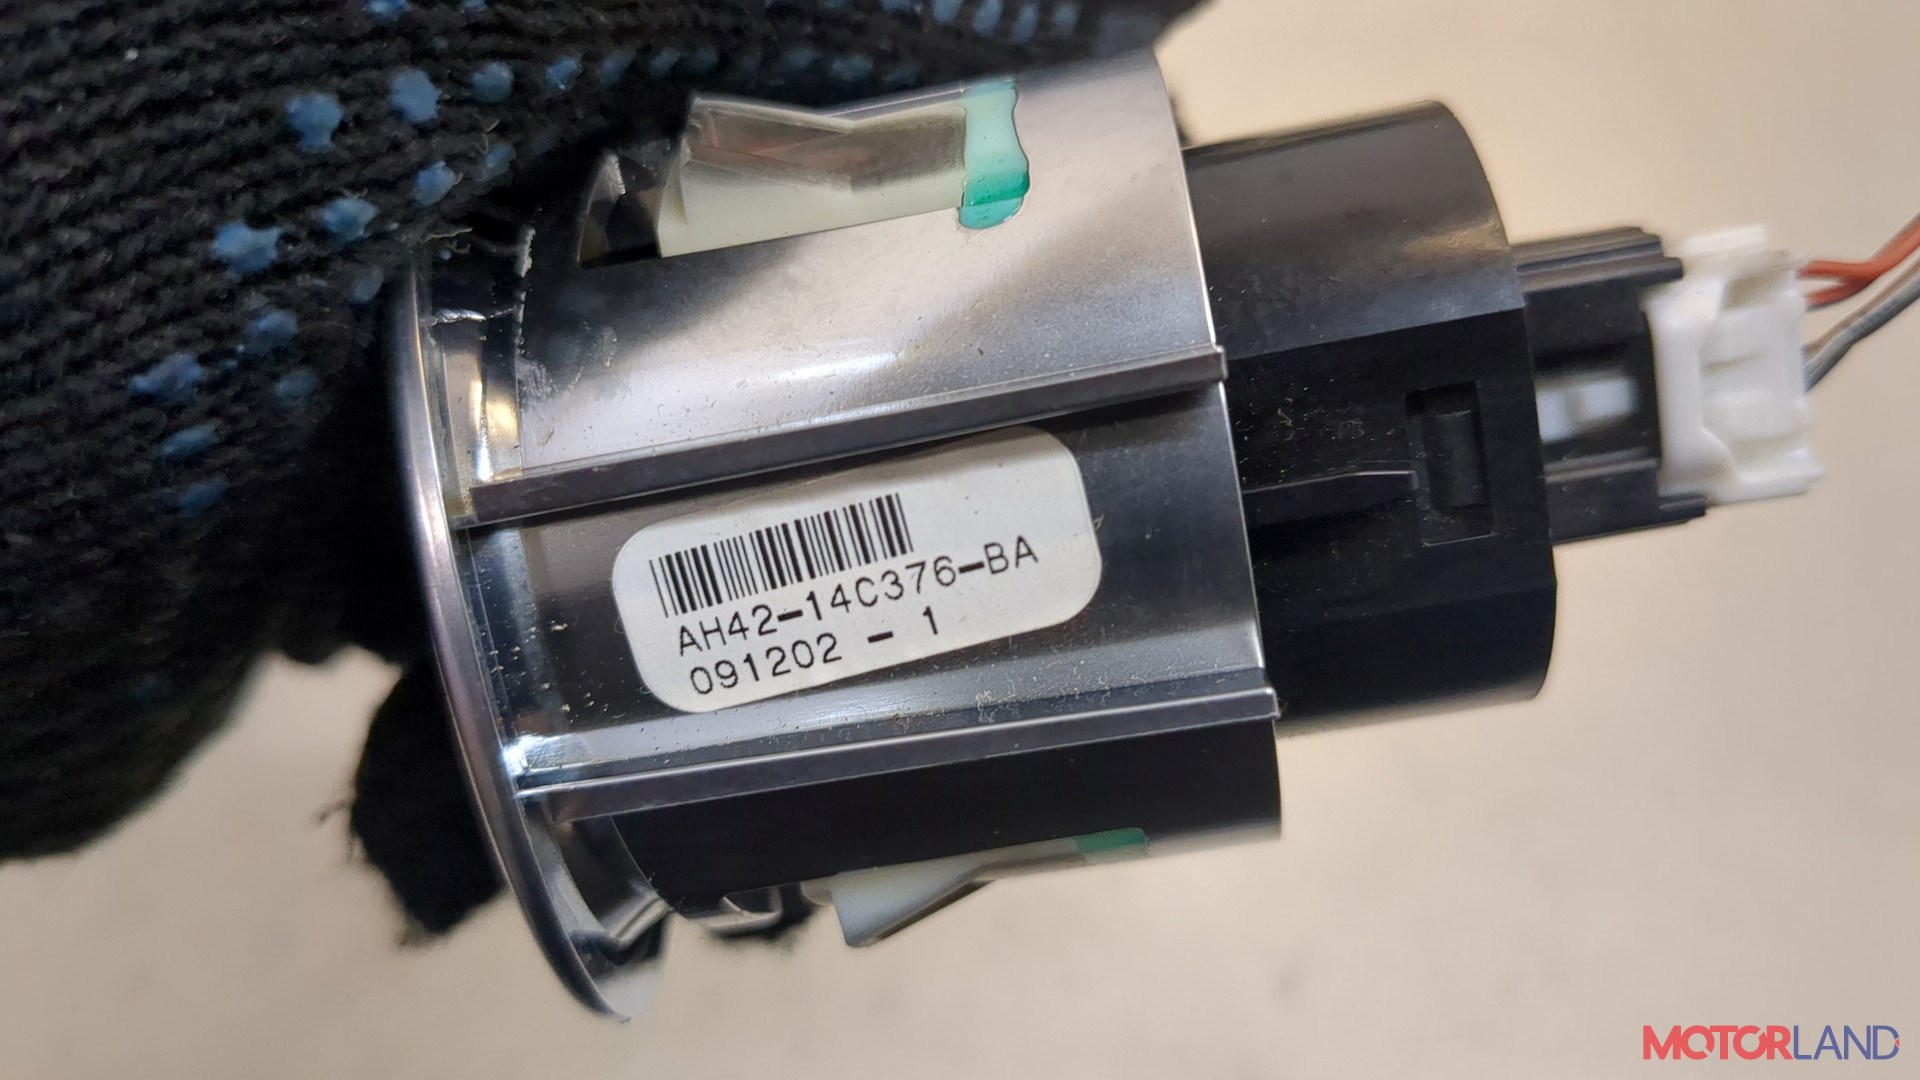 AH42-14C376-BA
091202 - 1
MOTORLAND